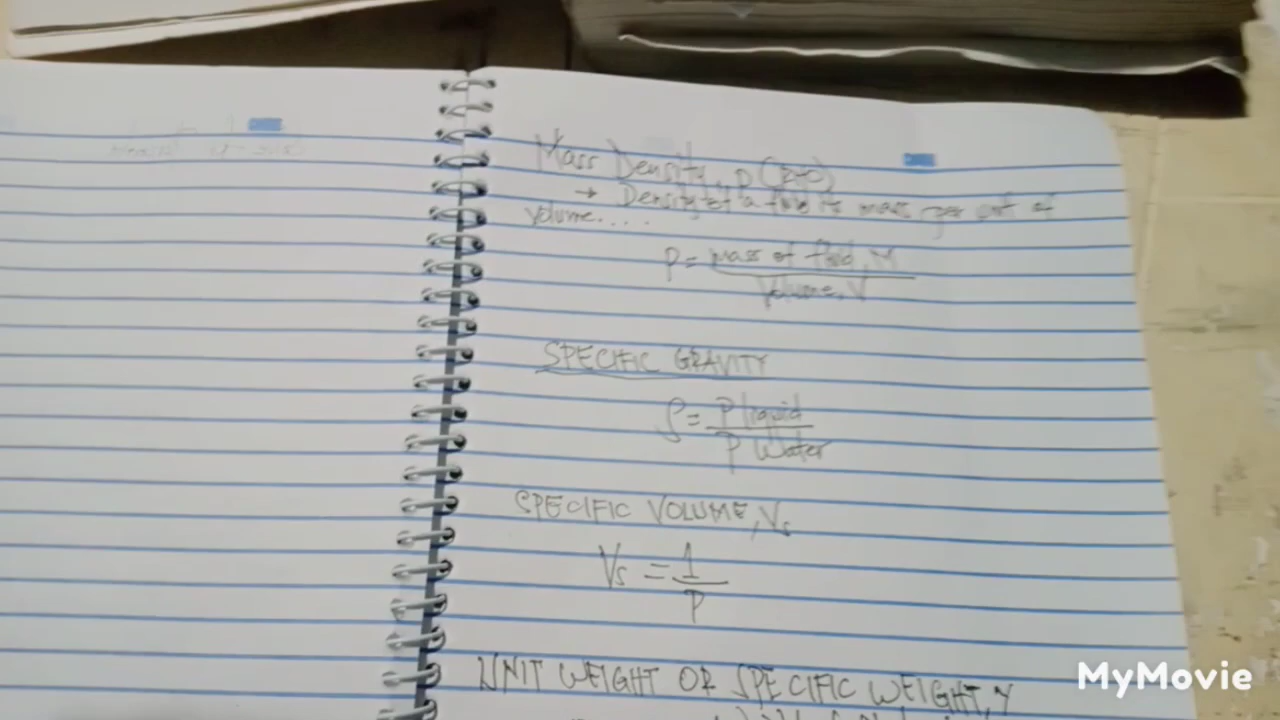 Mass Density, ρ (rho)
→ Density of a fluid its mass per unit of
volume....
ρ = mass of fluid, M
Volume, V
SPECIFIC GRAVITY
S = ρ liquid
ρ water
SPECIFIC VOLUME, Vs
Vs = 1
ρ
UNIT WEIGHT OR SPECIFIC WEIGHT, γ
MyMovie